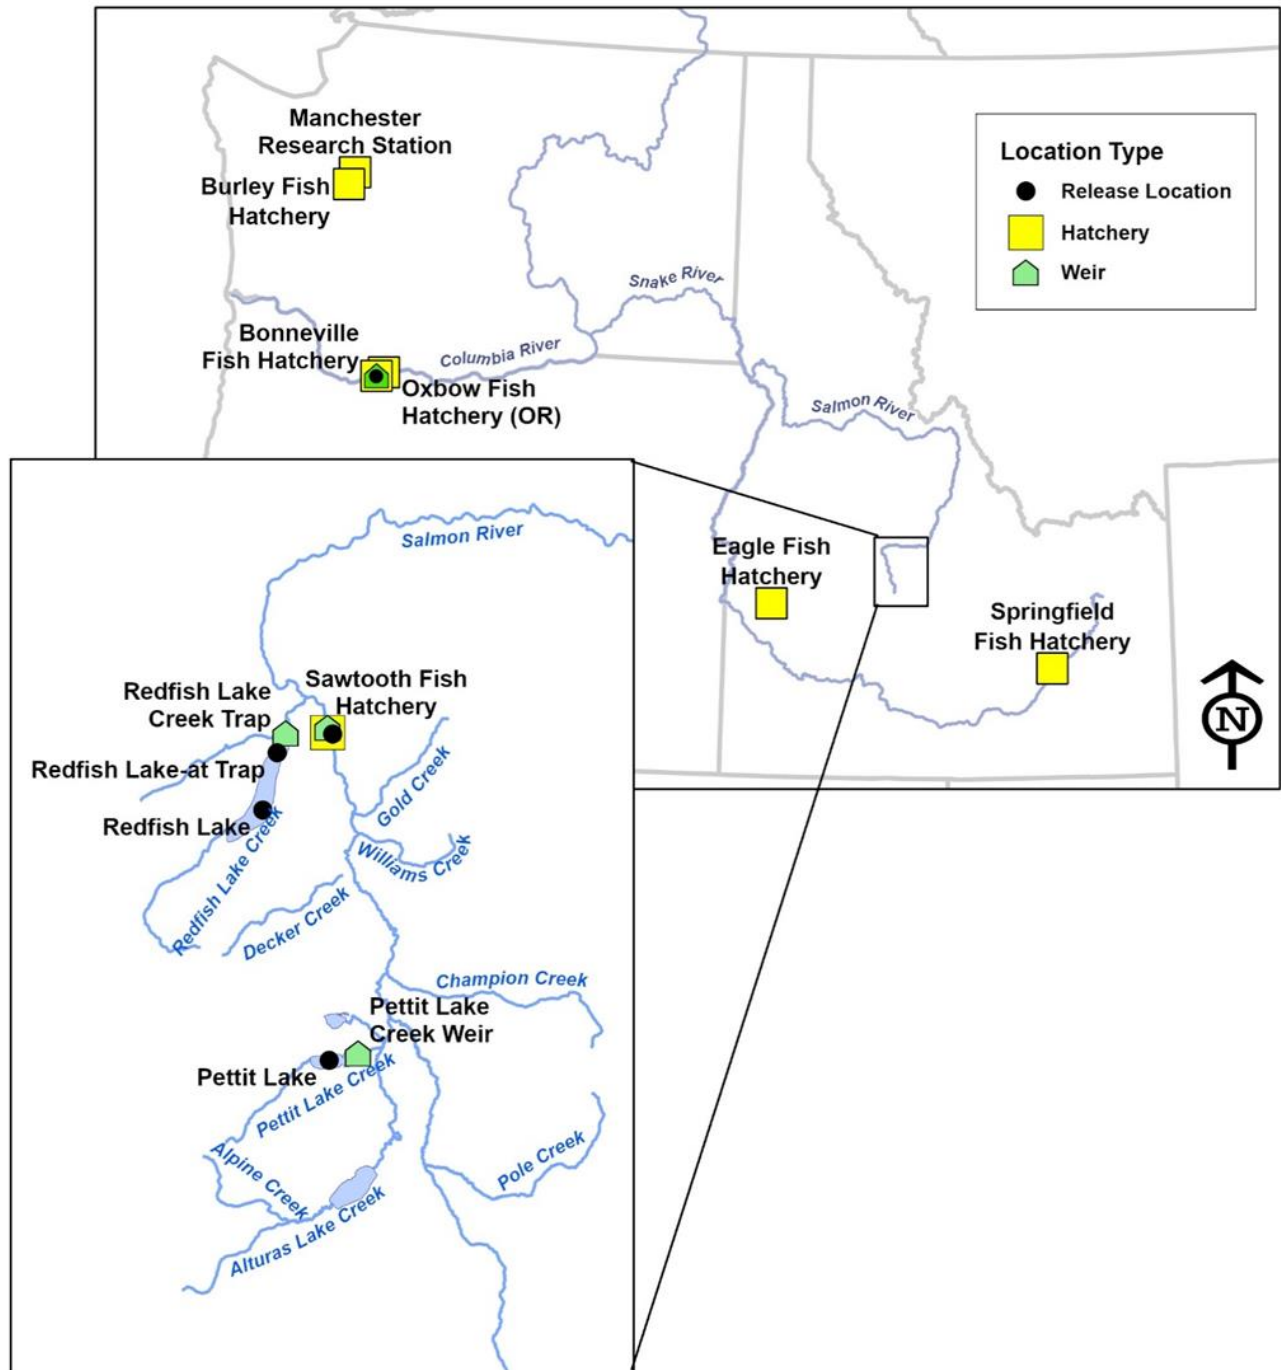 Manchester
Research Station
Burley Fish
Hatchery
Location Type
Release Location
Hatchery
Weir
Snake River
Bonneville
Fish Hatchery
Columbia River
Oxbow Fish
Hatchery (OR)
Salmon River
Eagle Fish
Hatchery
Springfield
Fish Hatchery
N
Salmon River
Redfish Lake
Creek Trap
Sawtooth Fish
Hatchery
Redfish Lake-at Trap
Redfish Lake
Gold Creek
Williams Creek
Redfish Lake Creek
Decker Creek
Champion Creek
Pettit Lake
Creek Weir
Pettit Lake
Pettit Lake Creek
Alpine Creek
Pole Creek
Alturas Lake Creek